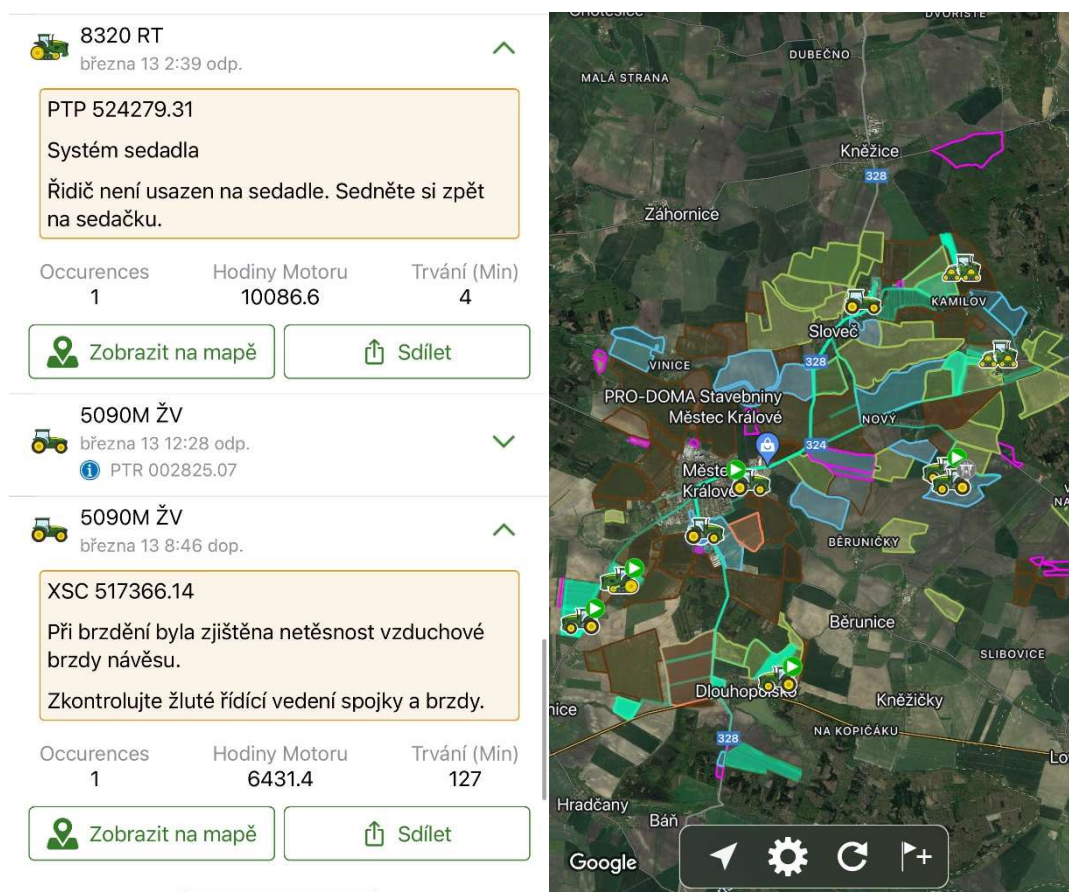 8320 RT
března 13 2:39 odp.
PTP 524279.31
Systém sedadla
Řidič není usazen na sedadle. Sedněte si zpět
na sedačku.
Occurences Hodiny Motoru Trvání (Min)
1 10086.6 4
Zobrazit na mapě Sdílet
5090M ŽV
března 13 12:28 odp.
PTR 002825.07
5090M ŽV
března 13 8:46 dop.
XSC 517366.14
Při brzdění byla zjištěna netěsnost vzduchové
brzdy návěsu.
Zkontrolujte žluté řídící vedení spojky a brzdy.
Occurences Hodiny Motoru Trvání (Min)
1 6431.4 127
Zobrazit na mapě Sdílet
DUBEČNO
MALÁ STRANA
Kněžice
328
Záhornice
KAMILOV
Sloveč
328
VINICE
PRO-DOMA Stavebniny
Městec Králové
NOVÝ
324
Měste
Králové
BĚRUNIČKY
Běrunice
SLIBOVICE
Dlouhopolsko
Kněžičky
NA KOPIČÁKU
328
Hradčany
Báň
Google